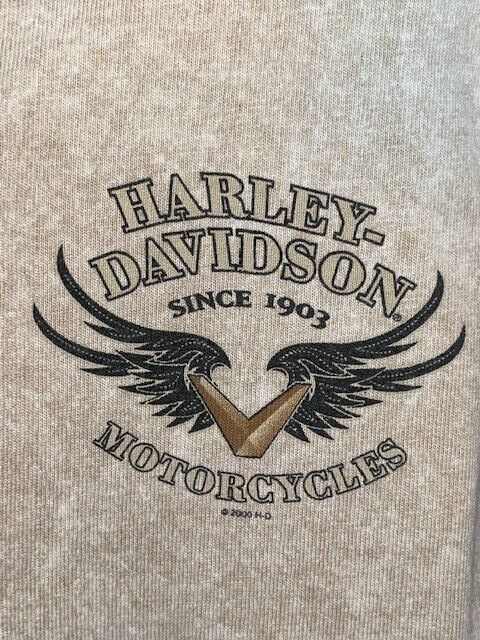 HARLEY-
DAVIDSON®
SINCE 1903
MOTORCYCLES
© 2000 H-D